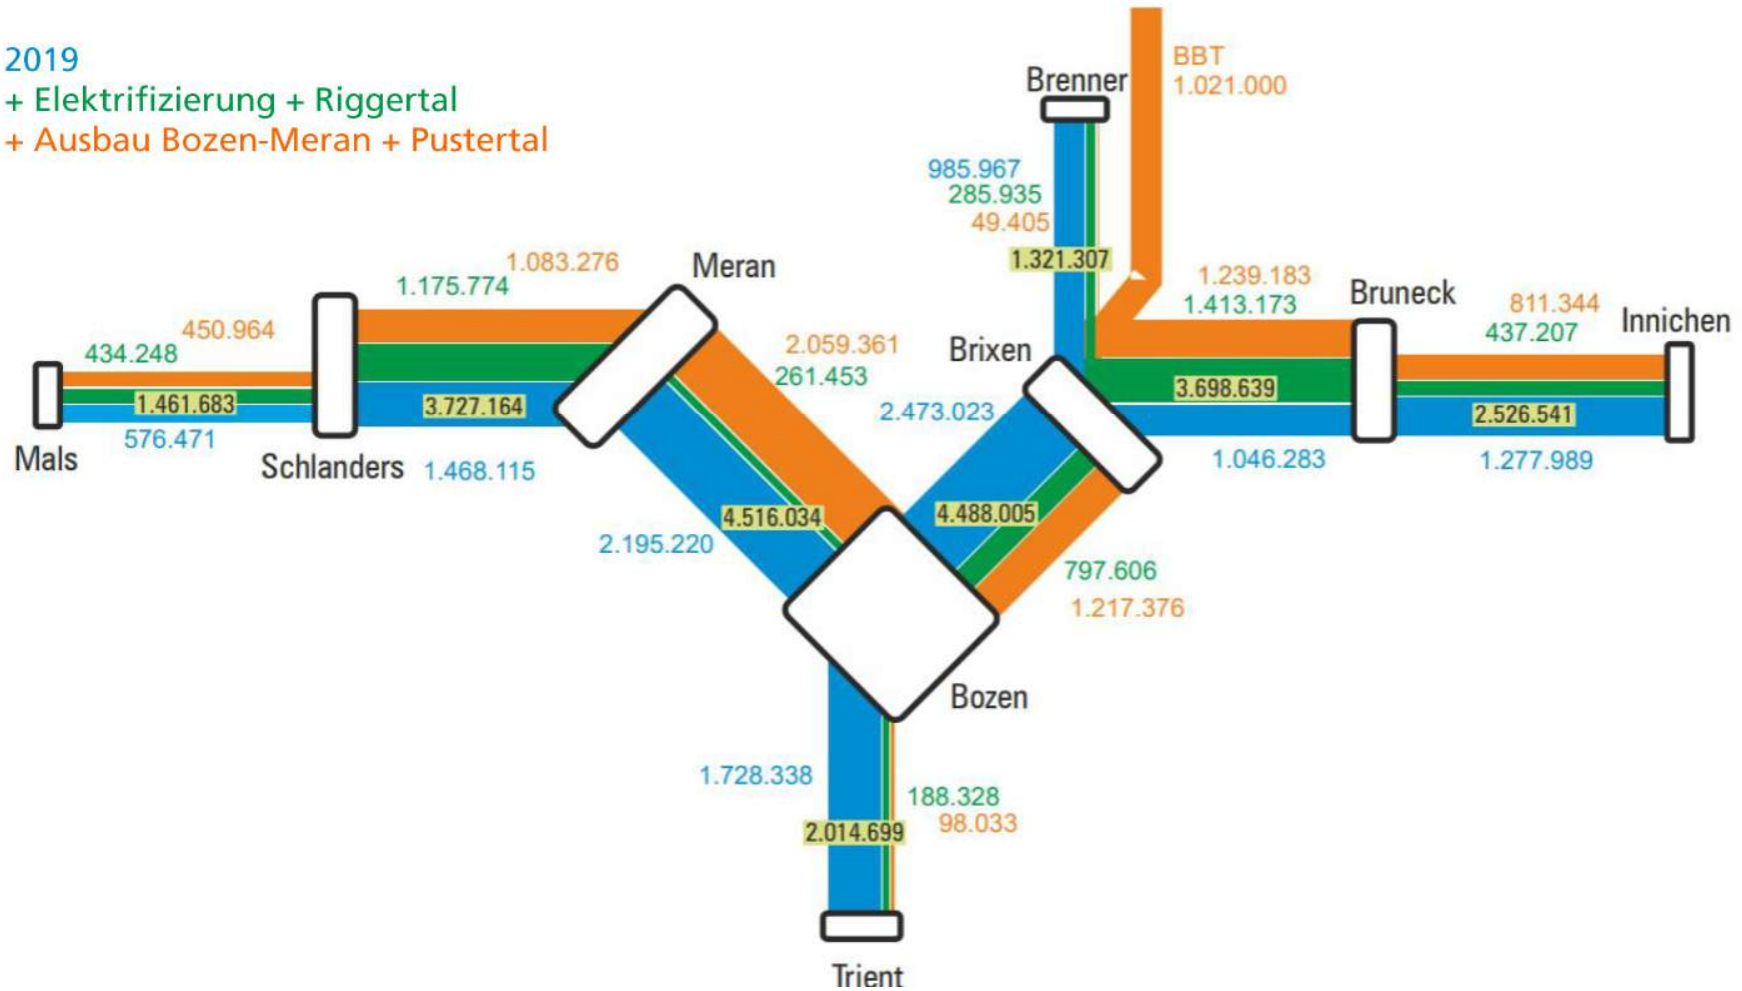 2019
+ Elektrifizierung + Riggertal
+ Ausbau Bozen-Meran + Pustertal
BBT
1.021.000
Brenner
985.967
285.935
49.405
1.321.307
Meran
1.083.276
1.175.774
1.239.183
1.413.173
Bruneck
811.344
437.207
Innichen
450.964
434.248
2.059.361
261.453
Brixen
2.473.023
3.698.639
2.526.541
1.461.683
3.727.164
576.471
Mals
Schlanders
1.468.115
1.046.283
1.277.989
4.516.034
4.488.005
2.195.220
797.606
1.217.376
Bozen
1.728.338
188.328
98.033
2.014.699
Trient